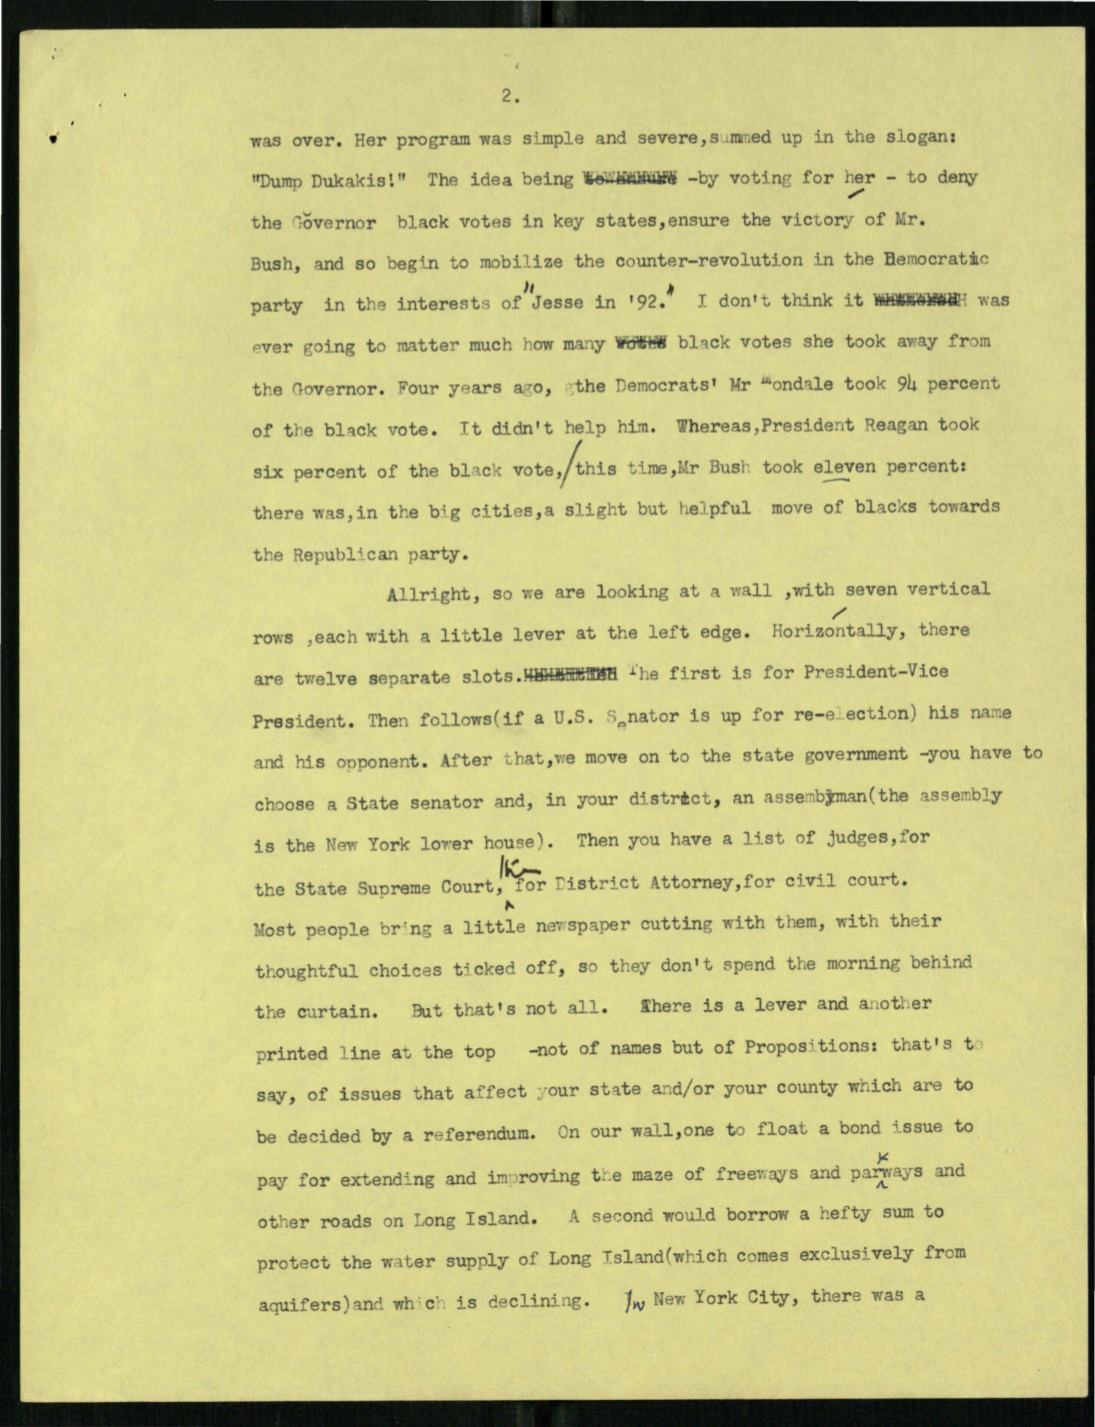 2.
was over. Her program was simple and severe,summed up in the slogan:
"Dump Dukakis!" The idea being -by voting for her - to deny
the Governor black votes in key states,ensure the victory of Mr.
Bush, and so begin to mobilize the counter-revolution in the Democratic
party in the interests of "Jesse in '92." I don't think it was
ever going to matter much how many black votes she took away from
the Governor. Four years ago, the Democrats' Mr Mondale took 94 percent
of the black vote. It didn't help him. Whereas,President Reagan took
six percent of the black vote,/this time,Mr Bush took eleven percent:
there was,in the big cities,a slight but helpful move of blacks towards
the Republican party.
Allright, so we are looking at a wall ,with seven vertical
rows ,each with a little lever at the left edge. Horizontally, there
are twelve separate slots. The first is for President-Vice
President. Then follows(if a U.S. Senator is up for re-election) his name
and his opponent. After that,we move on to the state government -you have to
choose a State senator and, in your district, an assemblyman(the assembly
is the New York lower house). Then you have a list of judges,for
the State Supreme Court, then for District Attorney,for civil court.
Most people bring a little newspaper cutting with them, with their
thoughtful choices ticked off, so they don't spend the morning behind
the curtain. But that's not all. There is a lever and another
printed line at the top -not of names but of Propositions: that's to
say, of issues that affect your state and/or your county which are to
be decided by a referendum. On our wall,one to float a bond issue to
pay for extending and improving the maze of freeways and parkways and
other roads on Long Island. A second would borrow a hefty sum to
protect the water supply of Long Island(which comes exclusively from
aquifers)and which is declining. In New York City, there was a